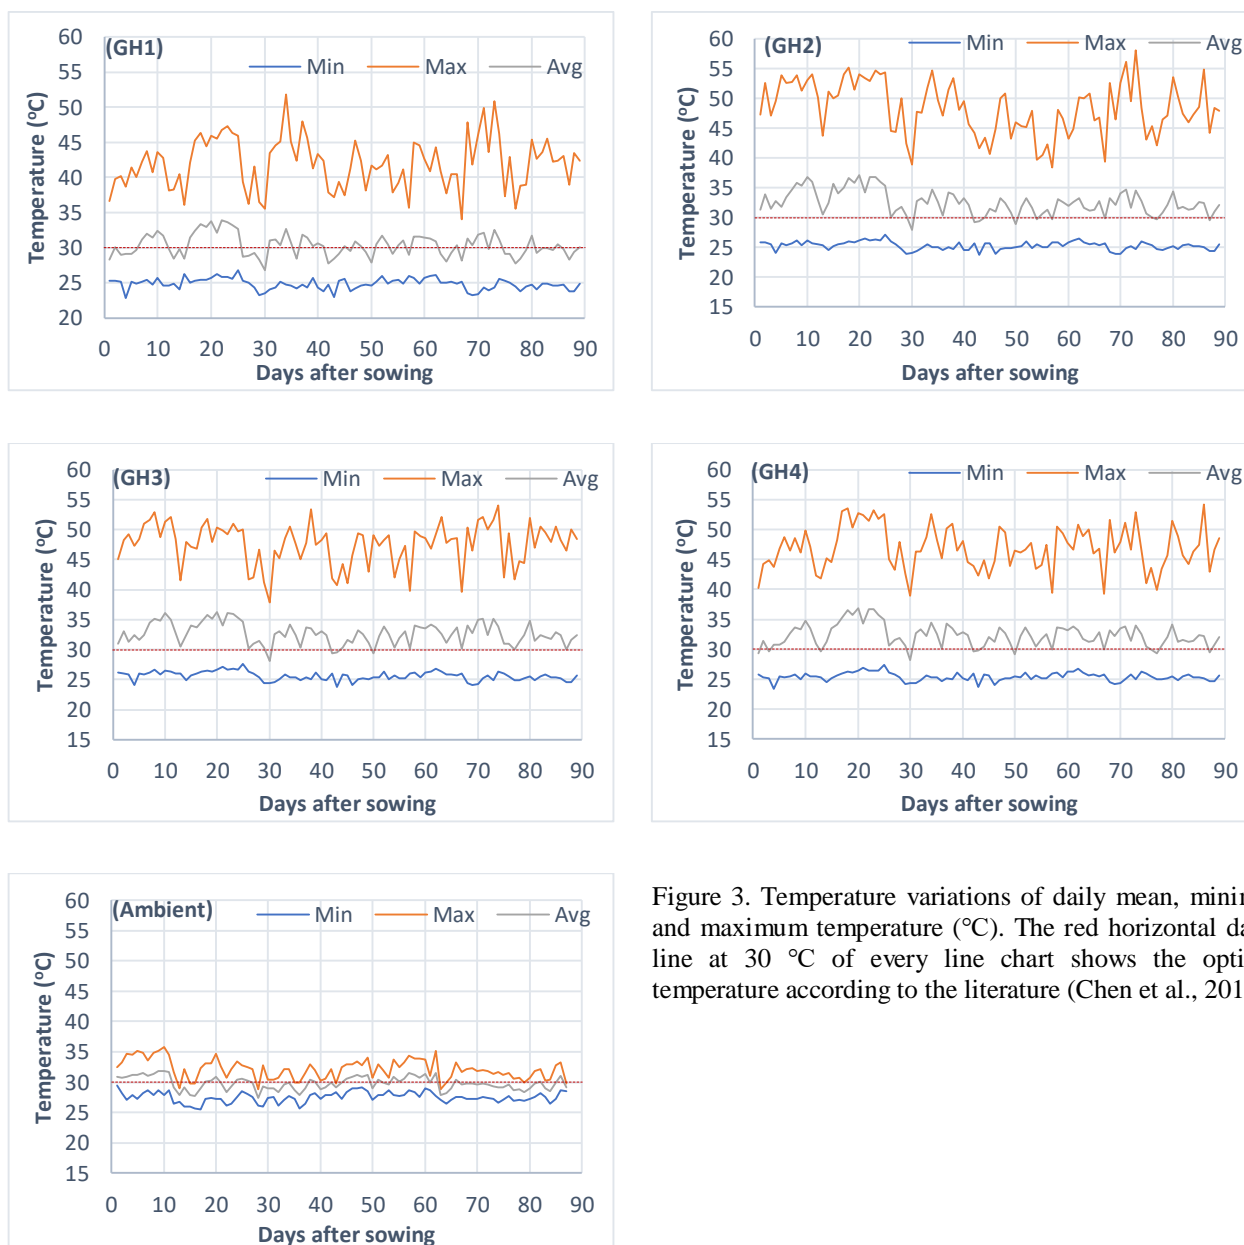 (GH1)
Min Max Avg
Temperature (ºC)
60
55
50
45
40
35
30
25
20
0 10 20 30 40 50 60 70 80 90
Days after sowing
(GH2)
Min Max Avg
Temperature (ºC)
60
55
50
45
40
35
30
25
20
15
0 10 20 30 40 50 60 70 80 90
Days after sowing
(GH3)
Min Max Avg
Temperature (ºC)
60
55
50
45
40
35
30
25
20
15
0 10 20 30 40 50 60 70 80 90
Days after sowing
(GH4)
Min Max Avg
Temperature (ºC)
60
55
50
45
40
35
30
25
20
15
0 10 20 30 40 50 60 70 80 90
Days after sowing
(Ambient)
Min Max Avg
Temperature (ºC)
60
55
50
45
40
35
30
25
20
15
0 10 20 30 40 50 60 70 80 90
Days after sowing
Figure 3. Temperature variations of daily mean,
and maximum temperature (°C). The red horizontal
line at 30 °C of every line chart shows the
temperature according to the literature (Chen et al.,